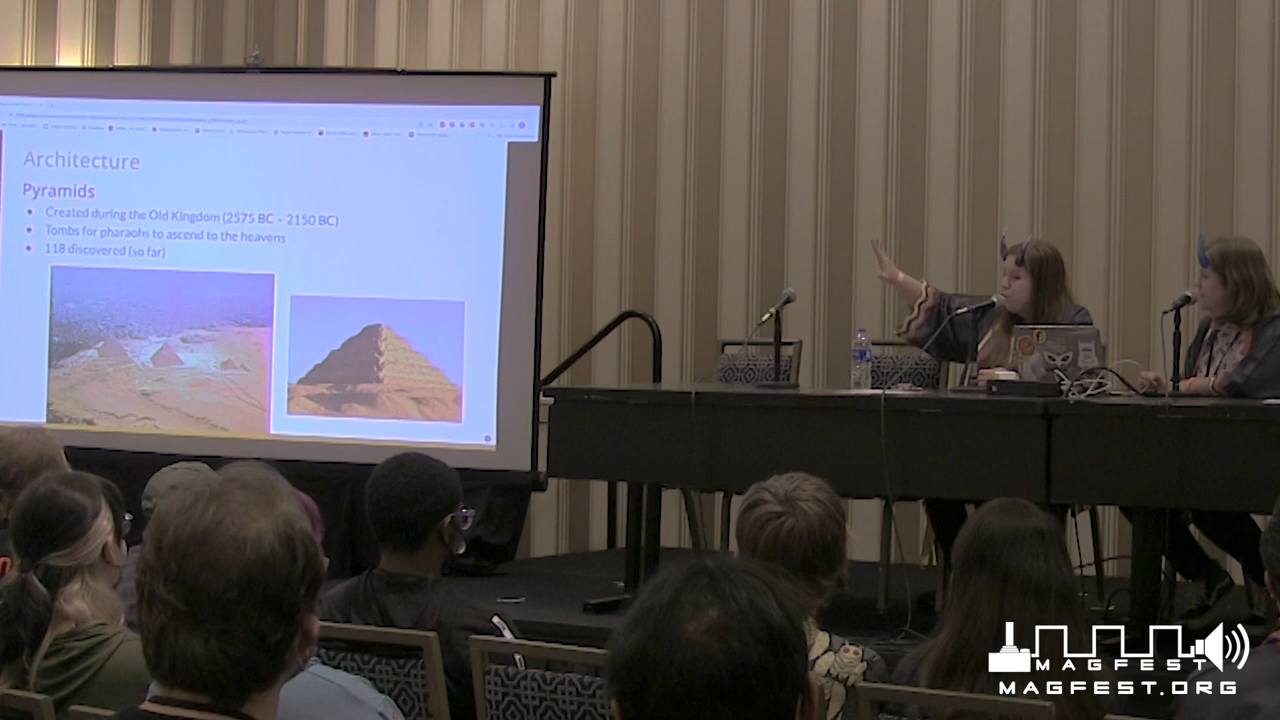 Architecture
Pyramids
Created during the Old Kingdom (2575 BC – 2150 BC)
Tombs for pharaohs to ascend to the heavens
118 discovered (so far)
MAGFEST
MAGFEST.ORG